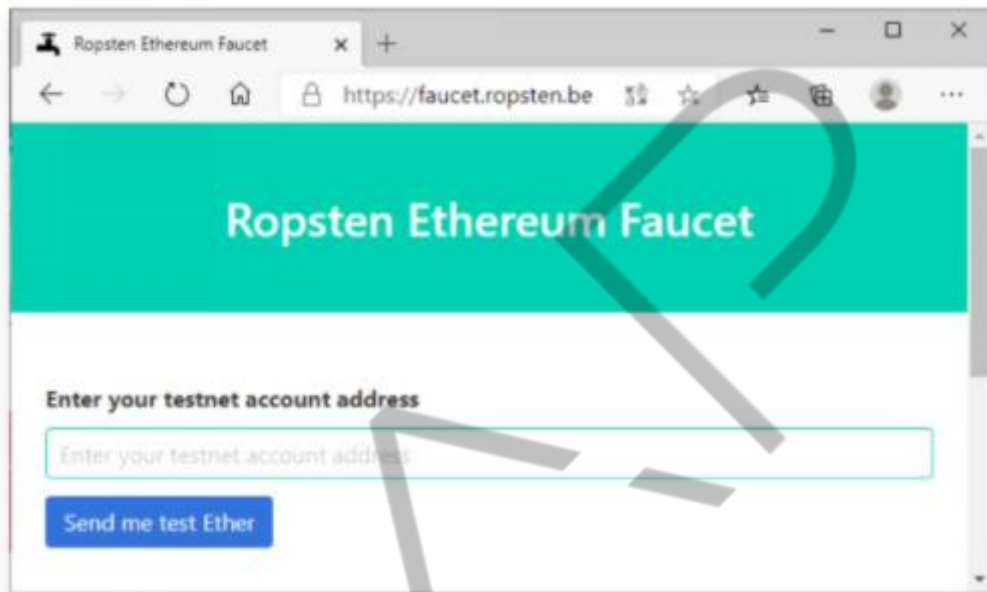 Ropsten Ethereum Faucet
https://faucet.ropsten.be
Ropsten Ethereum Faucet
Enter your testnet account address
Enter your testnet account address
Send me test Ether